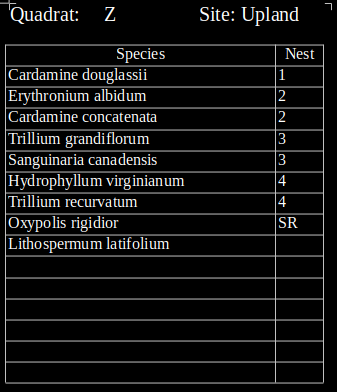 Quadrat: Z Site: Upland
Species Nest
Cardamine douglassii 1
Erythronium albidum 2
Cardamine concatenata 2
Trillium grandiflorum 3
Sanguinaria canadensis 3
Hydrophyllum virginianum 4
Trillium recurvatum 4
Oxypolis rigidior SR
Lithospermum latifolium